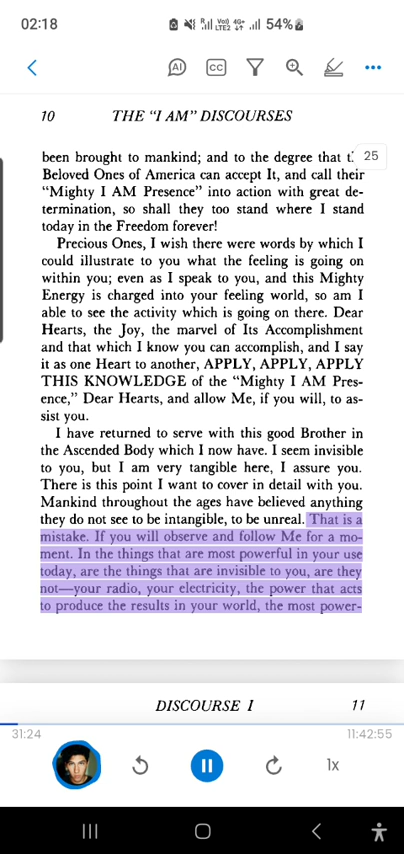 02:18
R Vo)) LTE2 4G+ 54%
AI CC
10 THE “I AM” DISCOURSES
25
been brought to mankind; and to the degree that
Beloved Ones of America can accept It, and call their
“Mighty I AM Presence” into action with great de-
termination, so shall they too stand where I stand
today in the Freedom forever!
Precious Ones, I wish there were words by which I
could illustrate to you what the feeling is going on
within you; even as I speak to you, and this Mighty
Energy is charged into your feeling world, so am I
able to see the activity which is going on there. Dear
Hearts, the Joy, the marvel of Its Accomplishment
and that which I know you can accomplish, and I say
it as one Heart to another, APPLY, APPLY, APPLY
THIS KNOWLEDGE of the “Mighty I AM Pres-
ence,” Dear Hearts, and allow Me, if you will, to as-
sist you.
I have returned to serve with this good Brother in
the Ascended Body which I now have. I seem invisible
to you, but I am very tangible here, I assure you.
There is this point I want to cover in detail with you.
Mankind throughout the ages have believed anything
they do not see to be intangible, to be unreal. That is a
mistake. If you will observe and follow Me for a mo-
ment. In the things that are most powerful in your use
today, are the things that are invisible to you, are they
not—your radio, your electricity, the power that acts
to produce the results in your world, the most power-
DISCOURSE I 11
31:24 11:42:55
1x